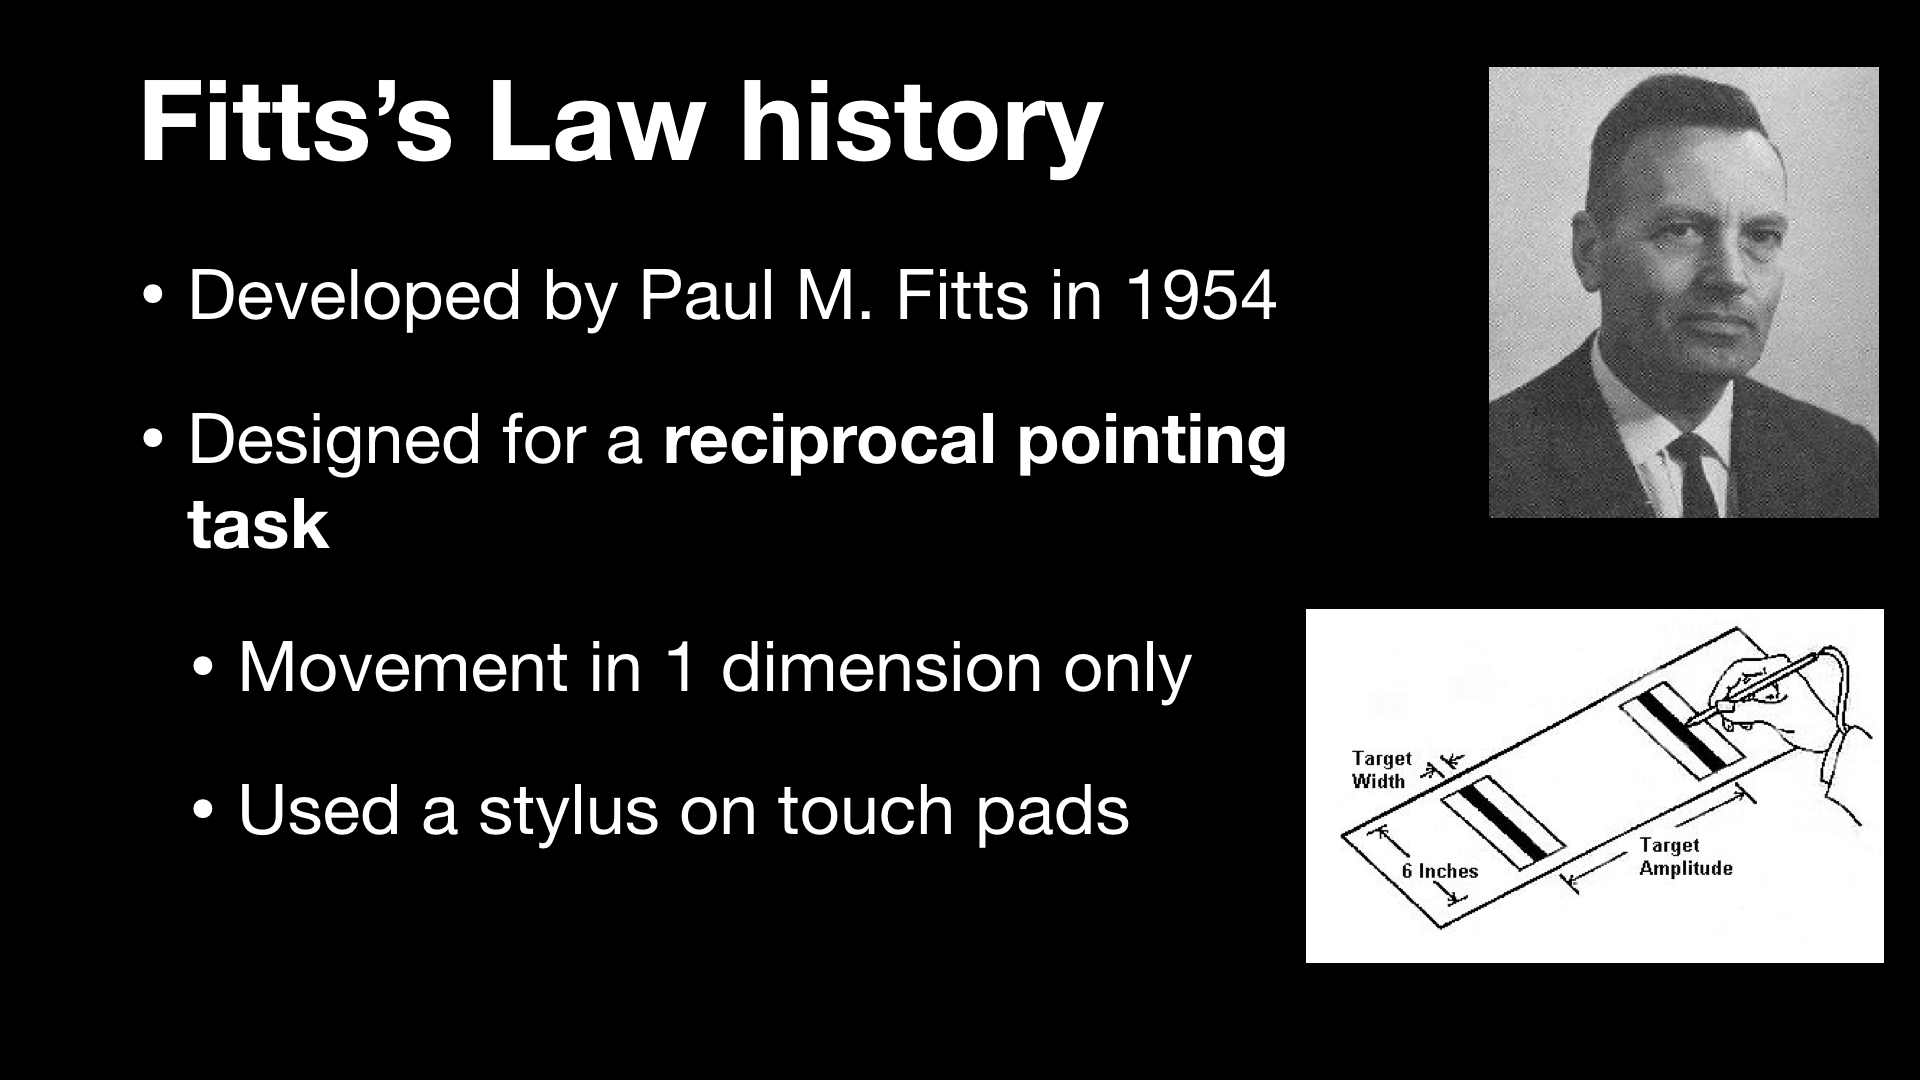 Fitts’s Law history
• Developed by Paul M. Fitts in 1954
• Designed for a reciprocal pointing
task
• Movement in 1 dimension only
• Used a stylus on touch pads
Target
Width
6 Inches
Target
Amplitude